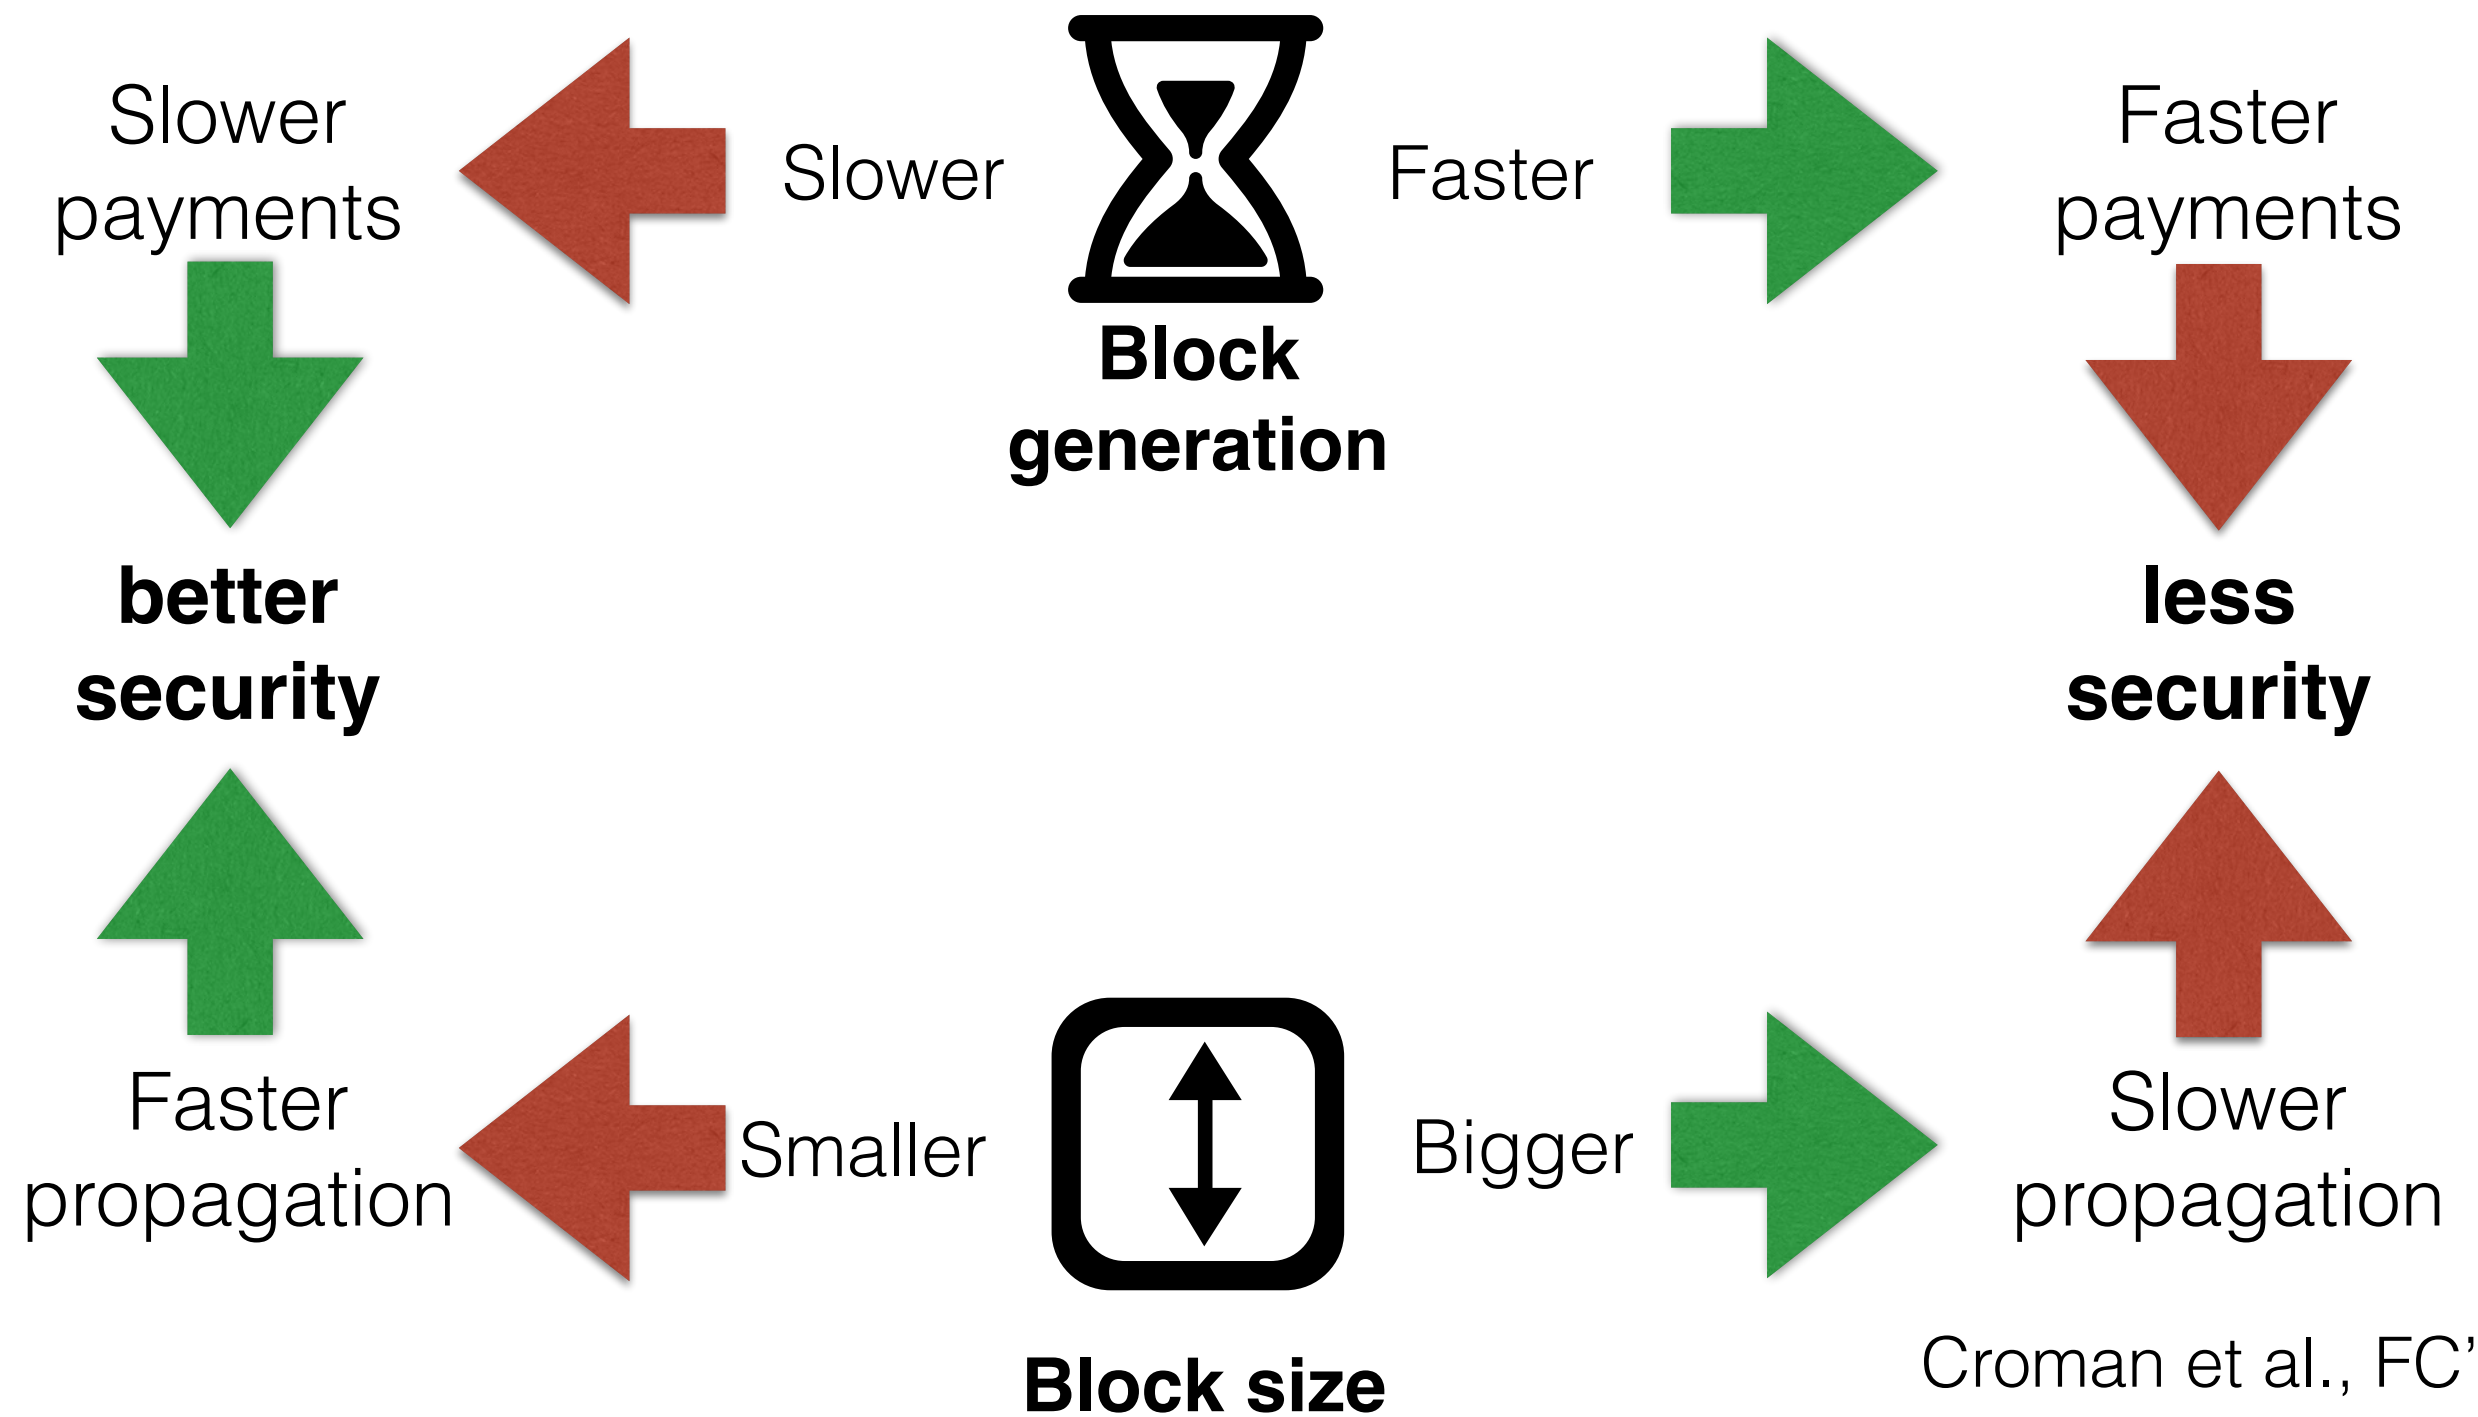 Slower
payments
Slower
Faster
Faster
payments
Block
generation
better
security
less
security
Faster
propagation
Smaller
Bigger
Slower
propagation
Block size
Croman et al., FC’